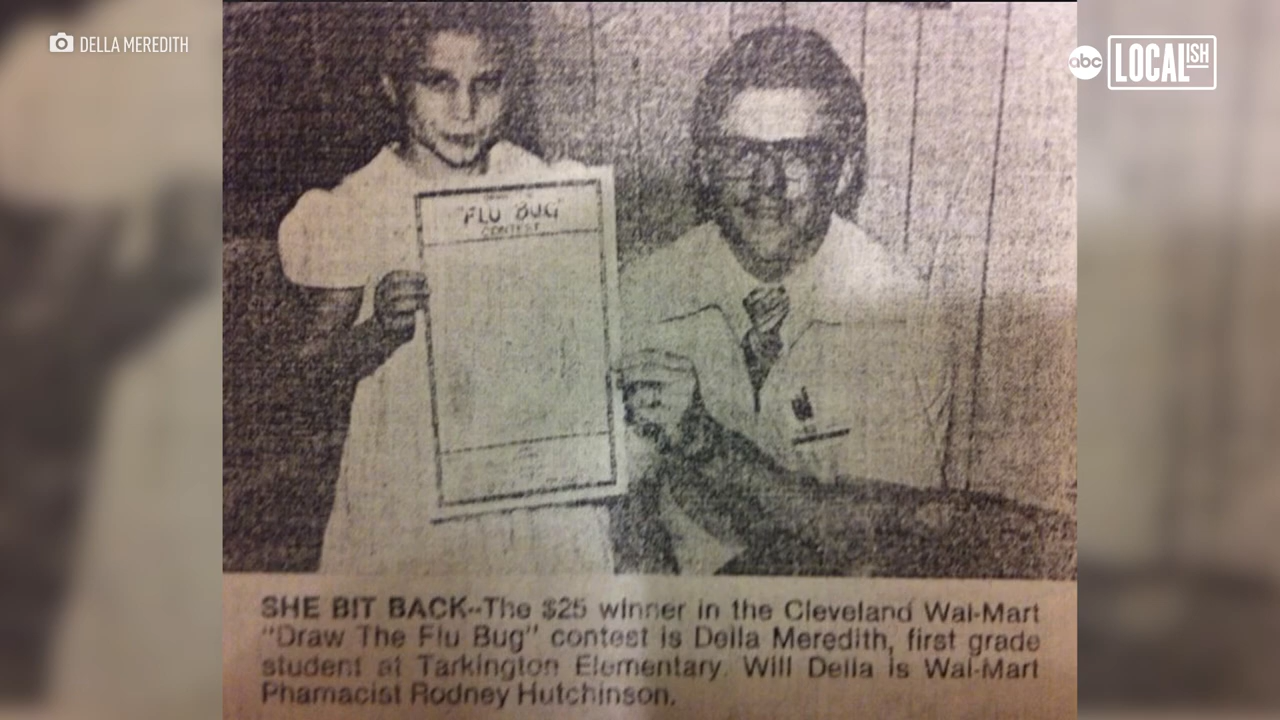 DELLA MEREDITH
abc LOCALISH
"FLU BUG"
CONTEST
SHE BIT BACK--The $25 winner in the Cleveland Wal-Mart
"Draw The Flu Bug" contest is Della Meredith, first grade
student at Tarkington Elementary. Will Della is Wal-Mart
Phamacist Rodney Hutchinson.